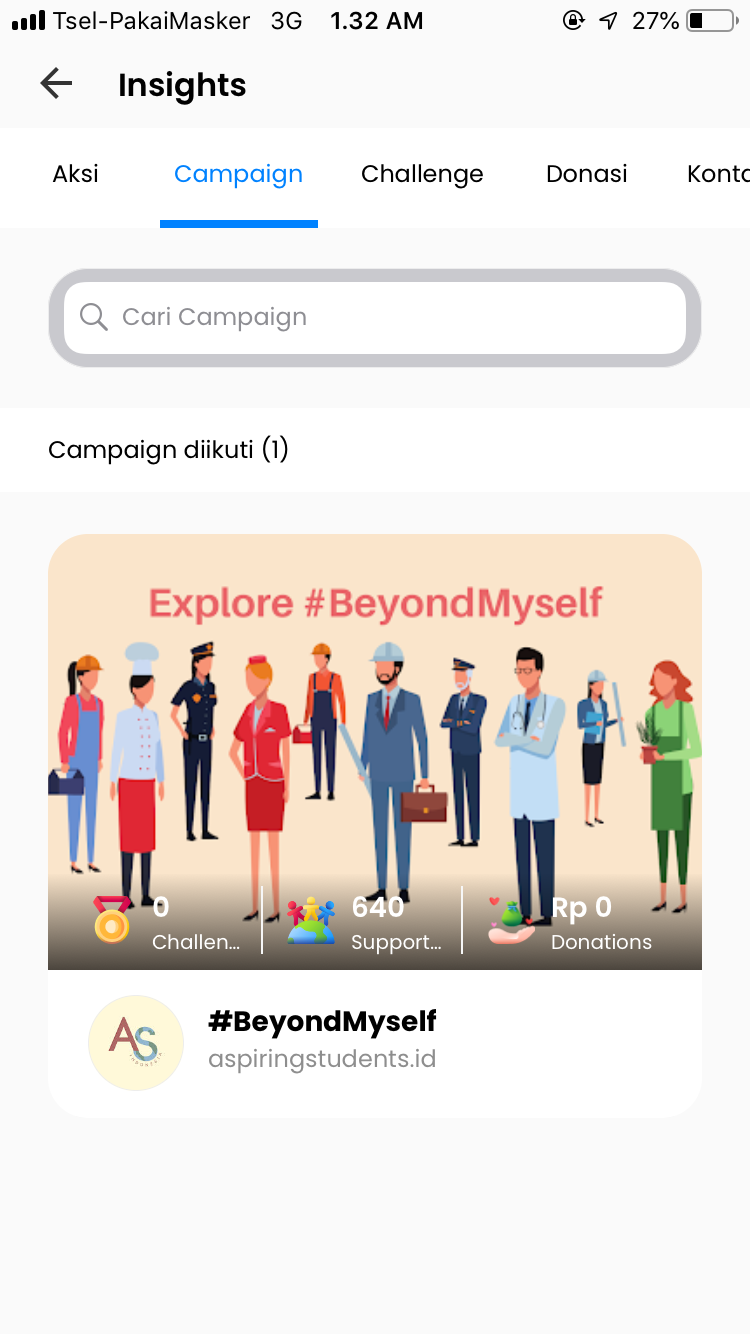 Tsel-PakaiMasker 3G 1.32 AM 27%
Insights
Aksi Campaign Challenge Donasi
Cari Campaign
Campaign diikuti (1)
Explore #BeyondMyself
0 640 Rp 0
Challen... Support... Donations
AS
#BeyondMyself
aspiringstudents.id